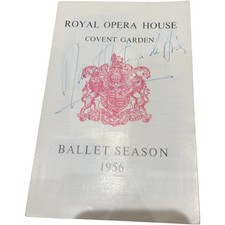 ROYAL OPERA HOUSE
COVENT GARDEN
BALLET SEASON
1956